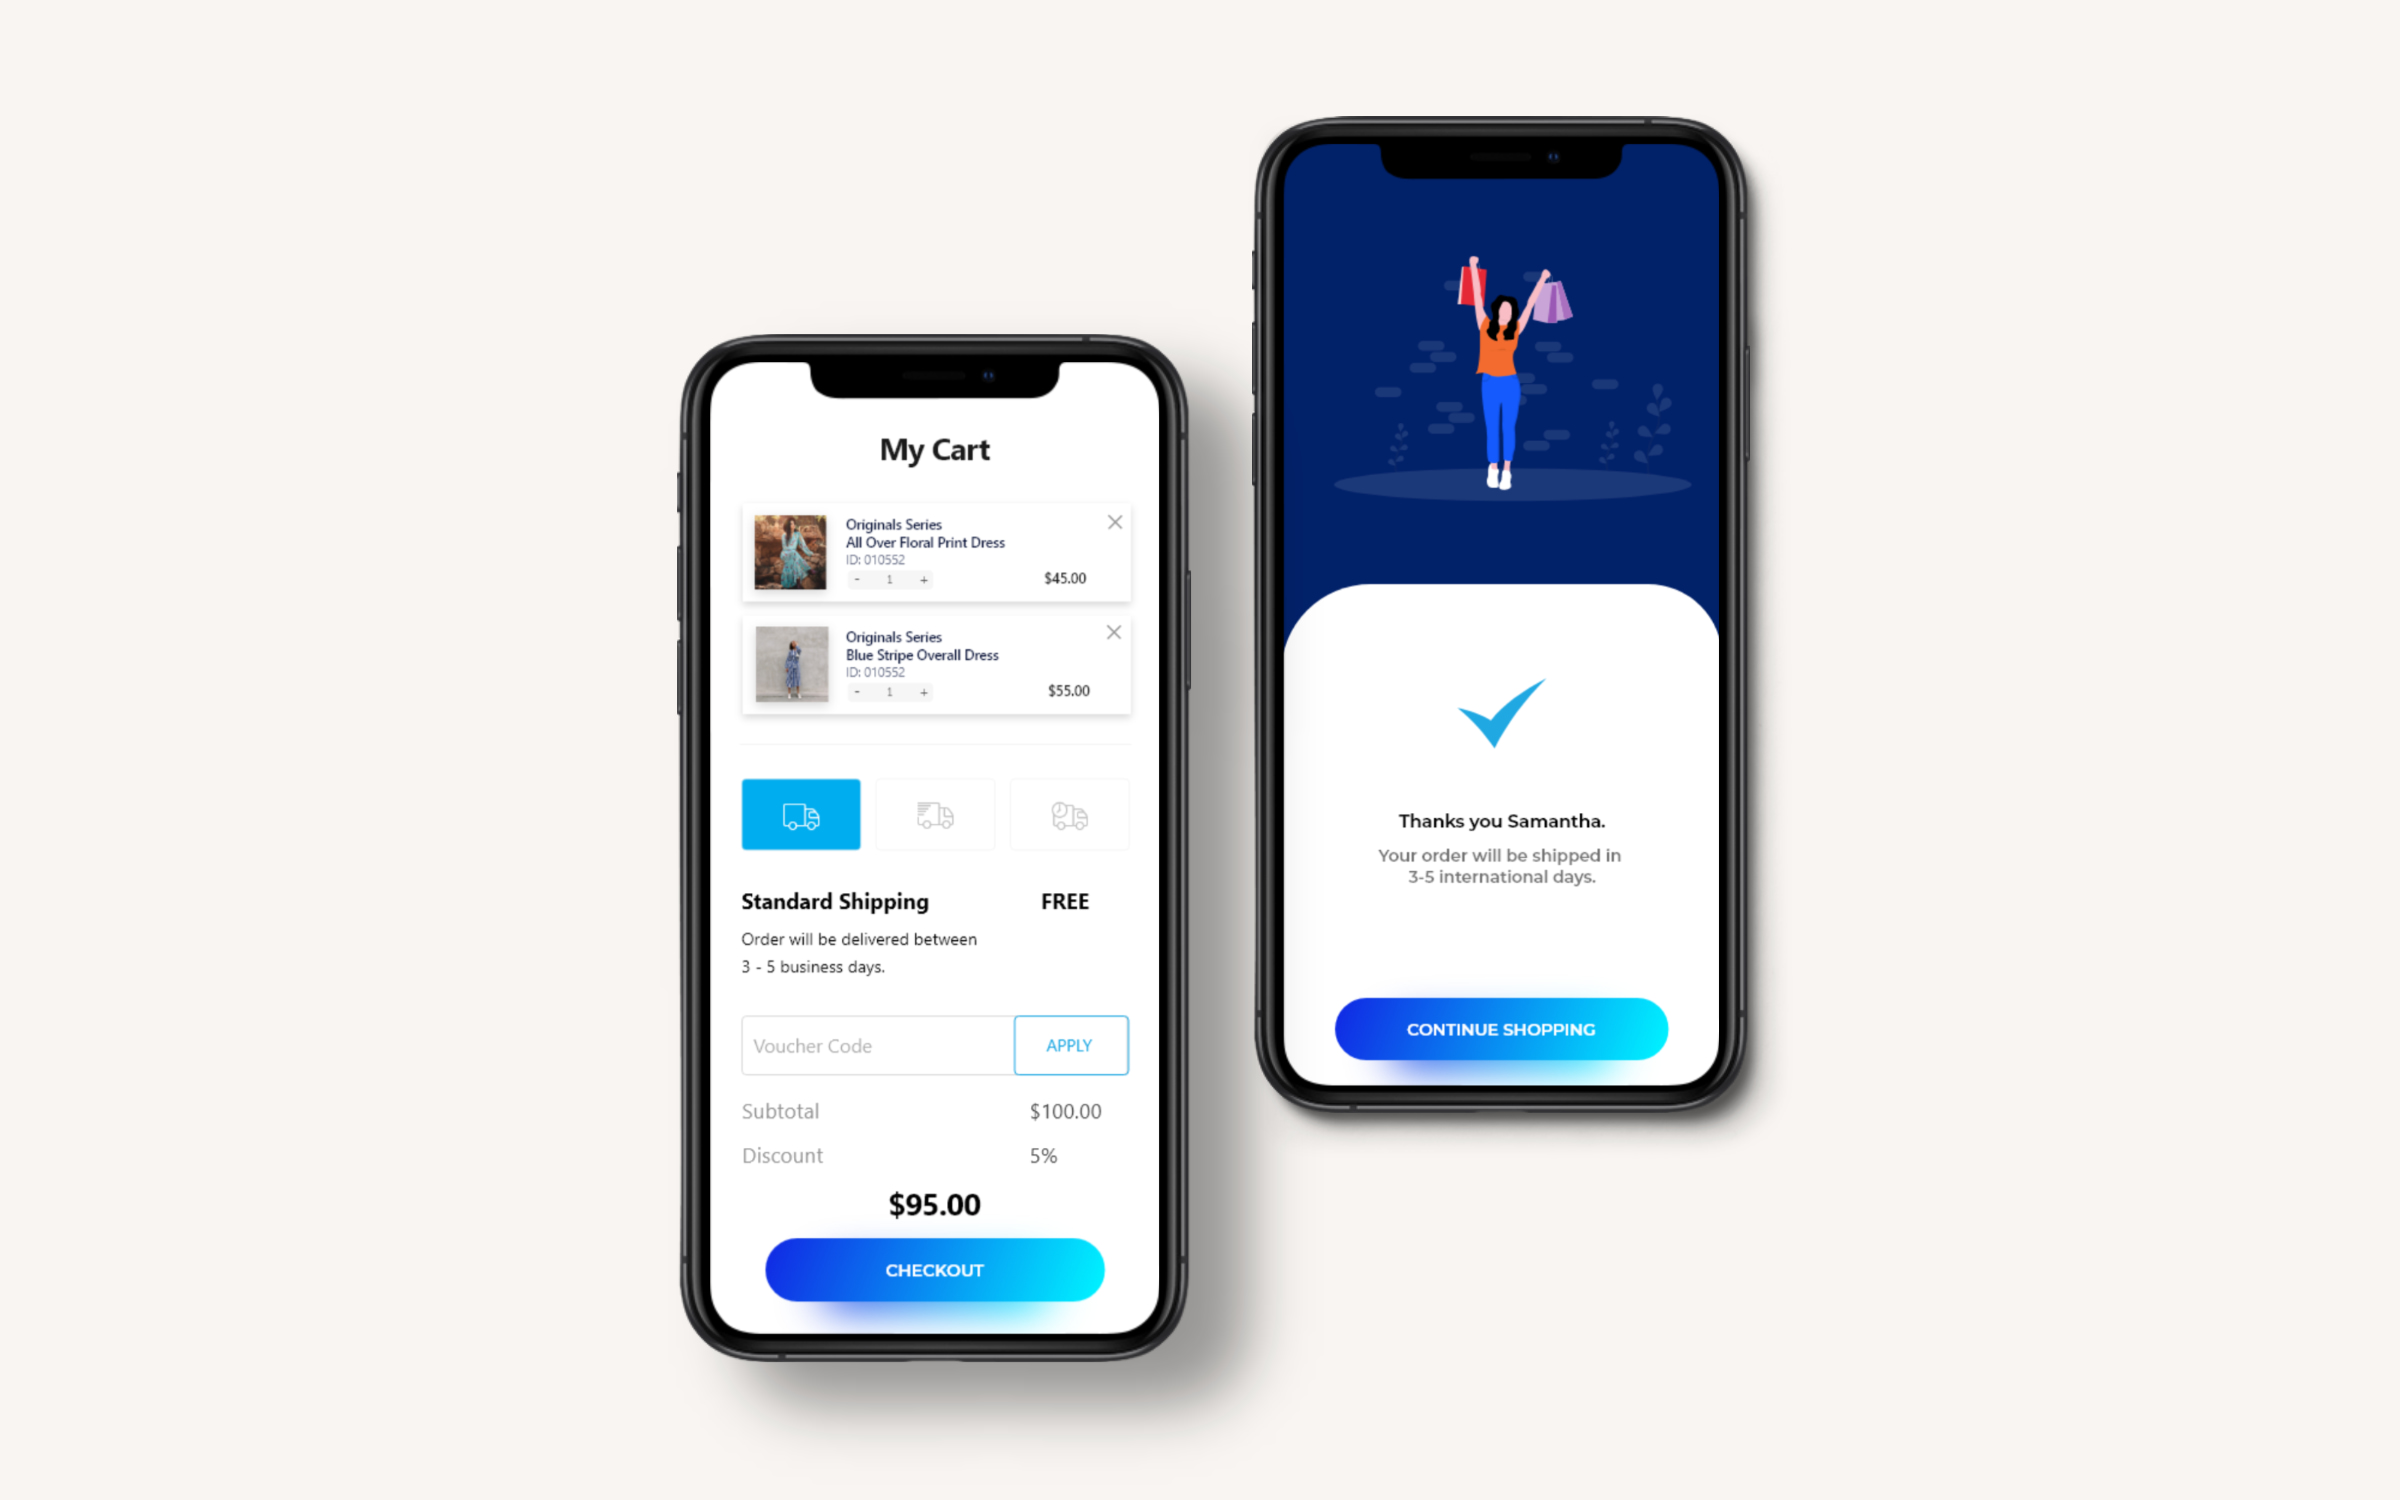 My Cart
Originals Series
All Over Floral Print Dress
ID: 010552
- 1 +
$45.00
Originals Series
Blue Stripe Overall Dress
ID: 010552
- 1 +
$55.00
Standard Shipping FREE
Order will be delivered between
3 - 5 business days.
Voucher Code APPLY
Subtotal $100.00
Discount 5%
$95.00
CHECKOUT
Thanks you Samantha.
Your order will be shipped in
3-5 international days.
CONTINUE SHOPPING